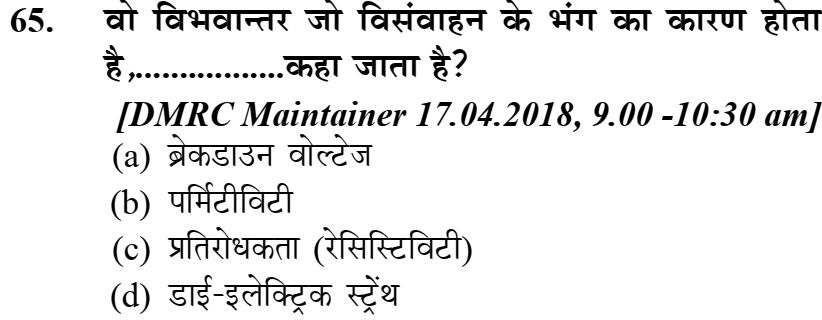 65. वो विभवान्तर जो विसंवाहन के भंग का कारण होता
है,..................कहा जाता है?
[DMRC Maintainer 17.04.2018, 9.00 -10:30 am]
(a) ब्रेकडाउन वोल्टेज
(b) पर्मिटीविटी
(c) प्रतिरोधकता (रेसिस्टिविटी)
(d) डाई-इलेक्ट्रिक स्ट्रेंथ